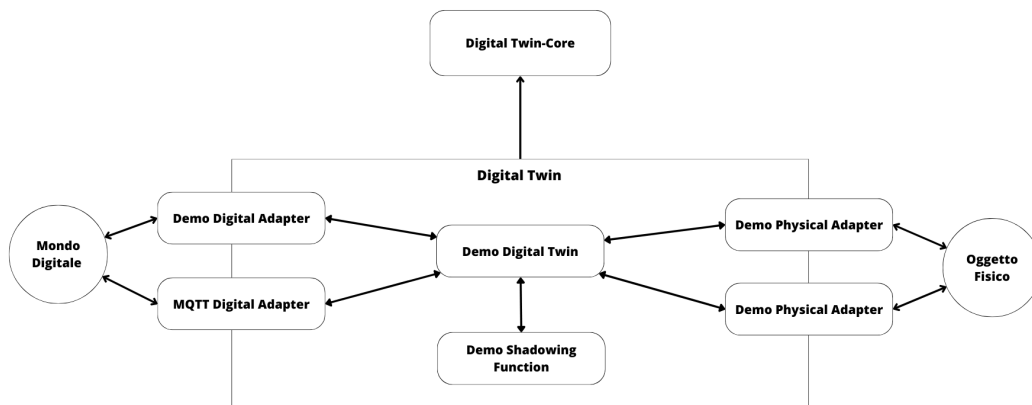 Digital Twin-Core
Digital Twin
Demo Digital Adapter
Demo Physical Adapter
Mondo
Digitale
Demo Digital Twin
Oggetto
Fisico
MQTT Digital Adapter
Demo Physical Adapter
Demo Shadowing
Function